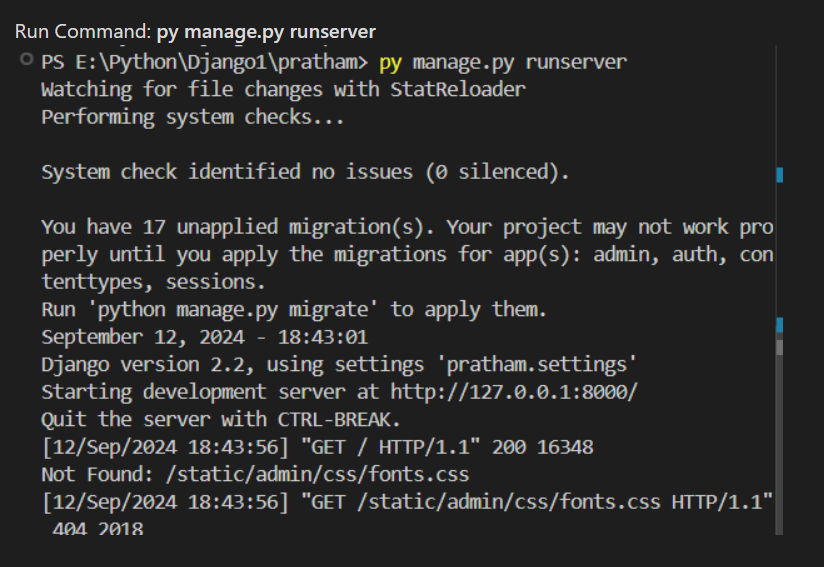 Run Command: py manage.py runserver
PS E:\Python\Django1\pratham> py manage.py runserver
Watching for file changes with StatReloader
Performing system checks...
System check identified no issues (0 silenced).
You have 17 unapplied migration(s). Your project may not work pro
perly until you apply the migrations for app(s): admin, auth, con
tenttypes, sessions.
Run 'python manage.py migrate' to apply them.
September 12, 2024 - 18:43:01
Django version 2.2, using settings 'pratham.settings'
Starting development server at http://127.0.0.1:8000/
Quit the server with CTRL-BREAK.
[12/Sep/2024 18:43:56] "GET / HTTP/1.1" 200 16348
Not Found: /static/admin/css/fonts.css
[12/Sep/2024 18:43:56] "GET /static/admin/css/fonts.css HTTP/1.1"
404 2018